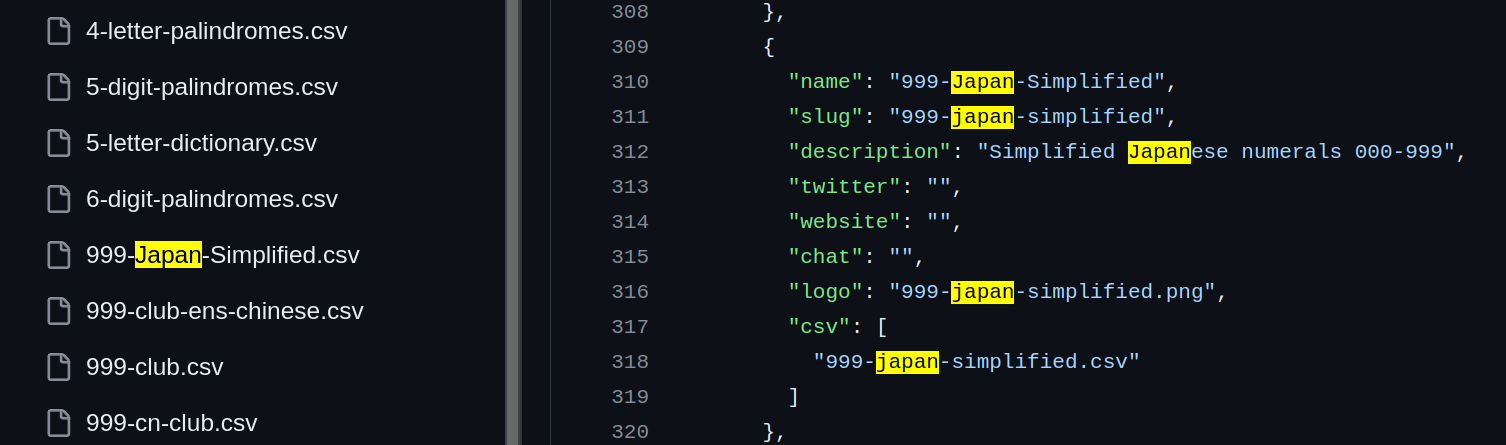 4-letter-palindromes.csv
5-digit-palindromes.csv
5-letter-dictionary.csv
6-digit-palindromes.csv
999-Japan-Simplified.csv
999-club-ens-chinese.csv
999-club.csv
999-cn-club.csv
308 },
309 {
310 "name": "999-Japan-Simplified",
311 "slug": "999-japan-simplified",
312 "description": "Simplified Japanese numerals 000-999",
313 "twitter": "",
314 "website": "",
315 "chat": "",
316 "logo": "999-japan-simplified.png",
317 "csv": [
318 "999-japan-simplified.csv"
319 ]
320 },